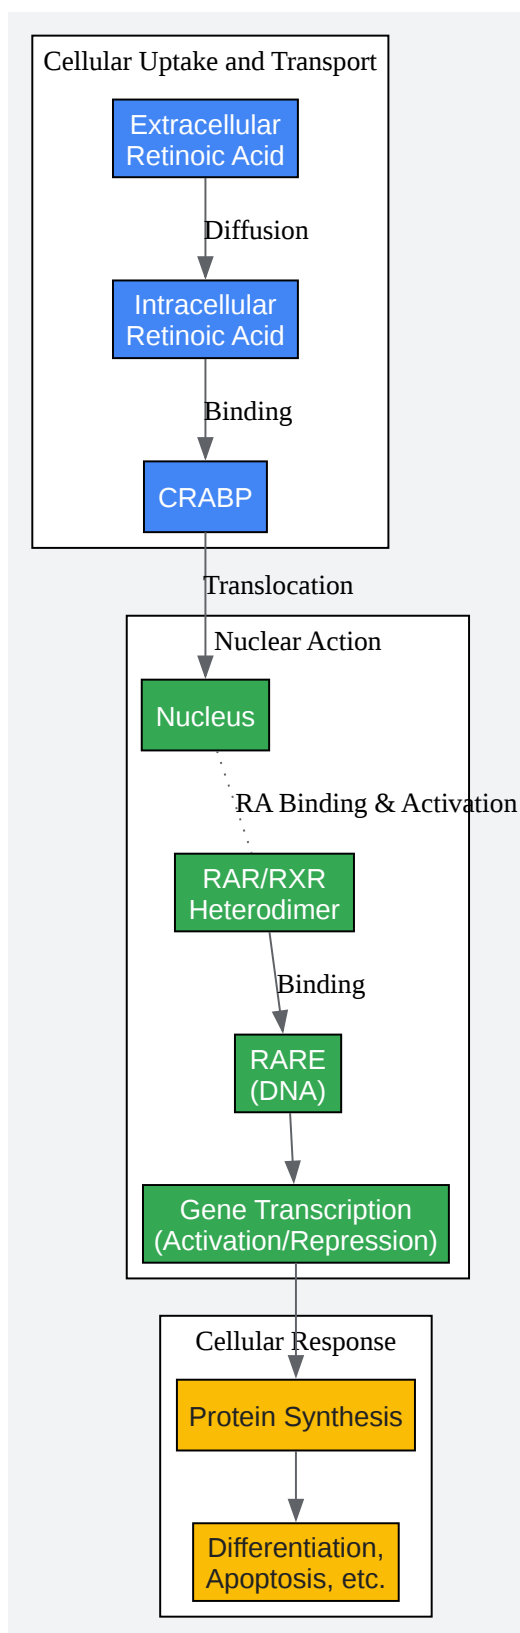 Cellular Uptake and Transport
Extracellular
Retinoic Acid
Diffusion
Intracellular
Retinoic Acid
Binding
CRABP
Translocation
Nuclear Action
Nucleus
RA Binding & Activation
RAR/RXR
Heterodimer
Binding
RARE
(DNA)
Gene Transcription
(Activation/Repression)
Cellular Response
Protein Synthesis
Differentiation,
Apoptosis, etc.